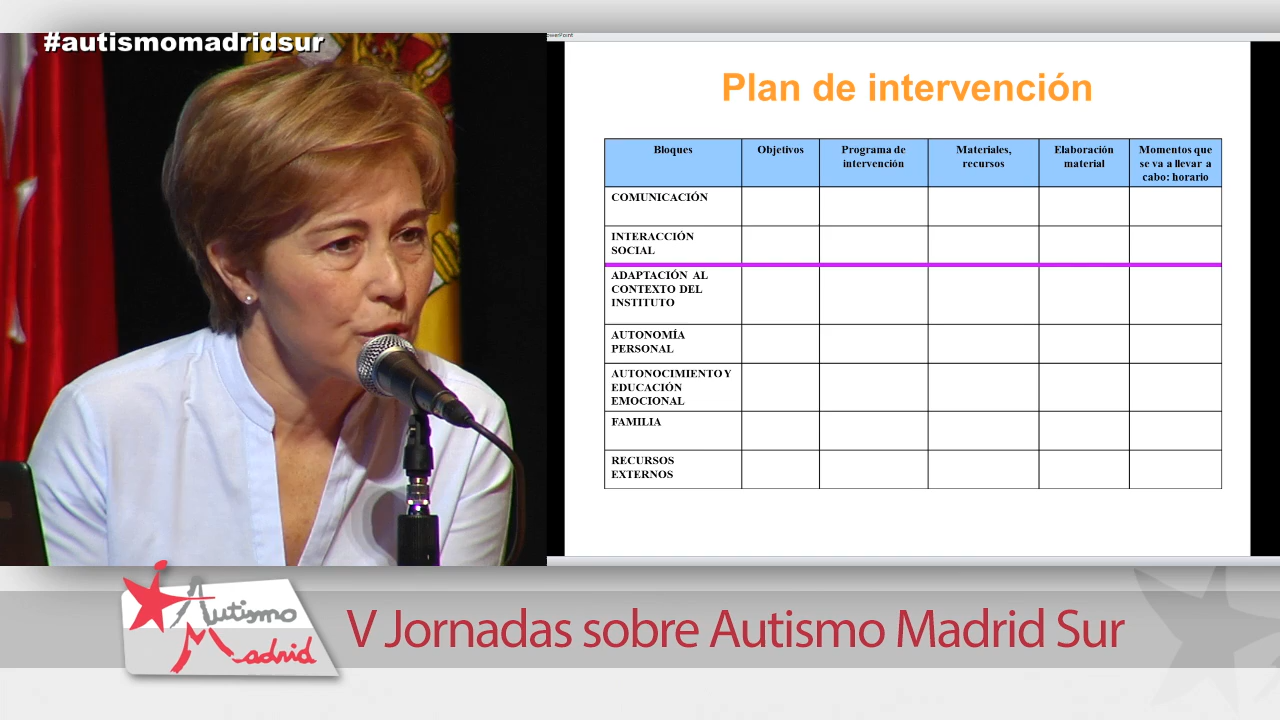 #autismomadridsur
Plan de intervención
Bloques
Objetivos
Programa de
intervención
Materiales,
recursos
Elaboración
material
Momentos que
se va a llevar a
cabo: horario
COMUNICACIÓN
INTERACCIÓN
SOCIAL
ADAPTACIÓN AL
CONTEXTO DEL
INSTITUTO
AUTONOMÍA
PERSONAL
AUTONOCIMIENTO Y
EDUCACIÓN
EMOCIONAL
FAMILIA
RECURSOS
EXTERNOS
Autismo
Madrid
V Jornadas sobre Autismo Madrid Sur